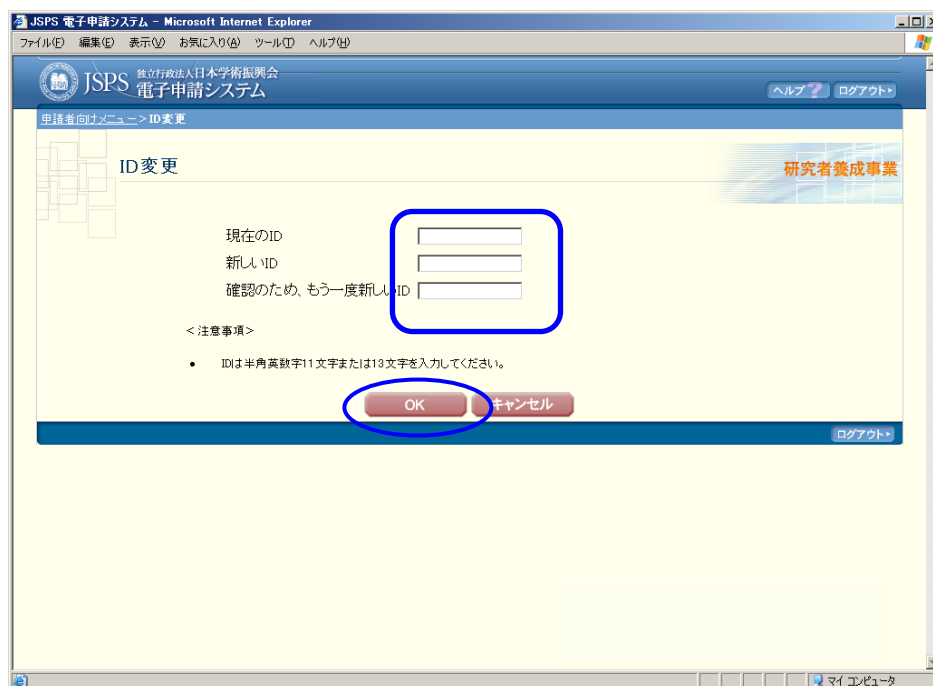 JSPS 電子申請システム - Microsoft Internet Explorer
ファイル(F) 編集(E) 表示(V) お気に入り(A) ツール(T) ヘルプ(H)
JSPS 独立行政法人日本学術振興会
電子申請システム
ヘルプ ? ログアウト
申請者向けメニュー>ID変更
ID変更
研究者養成事業
現在のID
新しいID
確認のため、もう一度新しいID
<注意事項>
• IDは半角英数字11文字または13文字を入力してください。
OK キャンセル
ログアウト
マイ コンピュータ